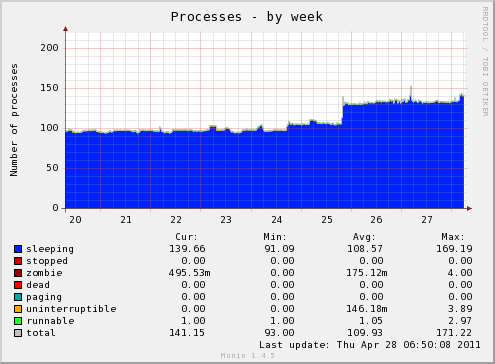 Processes - by week
RRDTOOL / TOBI OETIKER
Number of processes
200
150
100
50
0
20 21 22 23 24 25 26 27
Cur: Min: Avg: Max:
sleeping 139.66 91.09 108.57 169.19
stopped 0.00 0.00 0.00 0.00
zombie 495.53m 0.00 175.12m 4.00
dead 0.00 0.00 0.00 0.00
paging 0.00 0.00 0.00 0.00
uninterruptible 0.00 0.00 146.18m 3.89
runnable 1.00 1.00 1.05 2.97
total 141.15 93.00 109.93 171.22
Last update: Thu Apr 28 06:50:08 2011
Munin 1.4.5